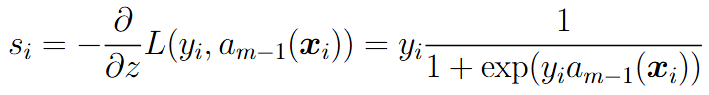 $s_i = -\frac{\partial}{\partial z} L(y_i, a_{m-1}(\boldsymbol{x}_i)) = y_i \frac{1}{1 + \exp(y_i a_{m-1}(\boldsymbol{x}_i))}$